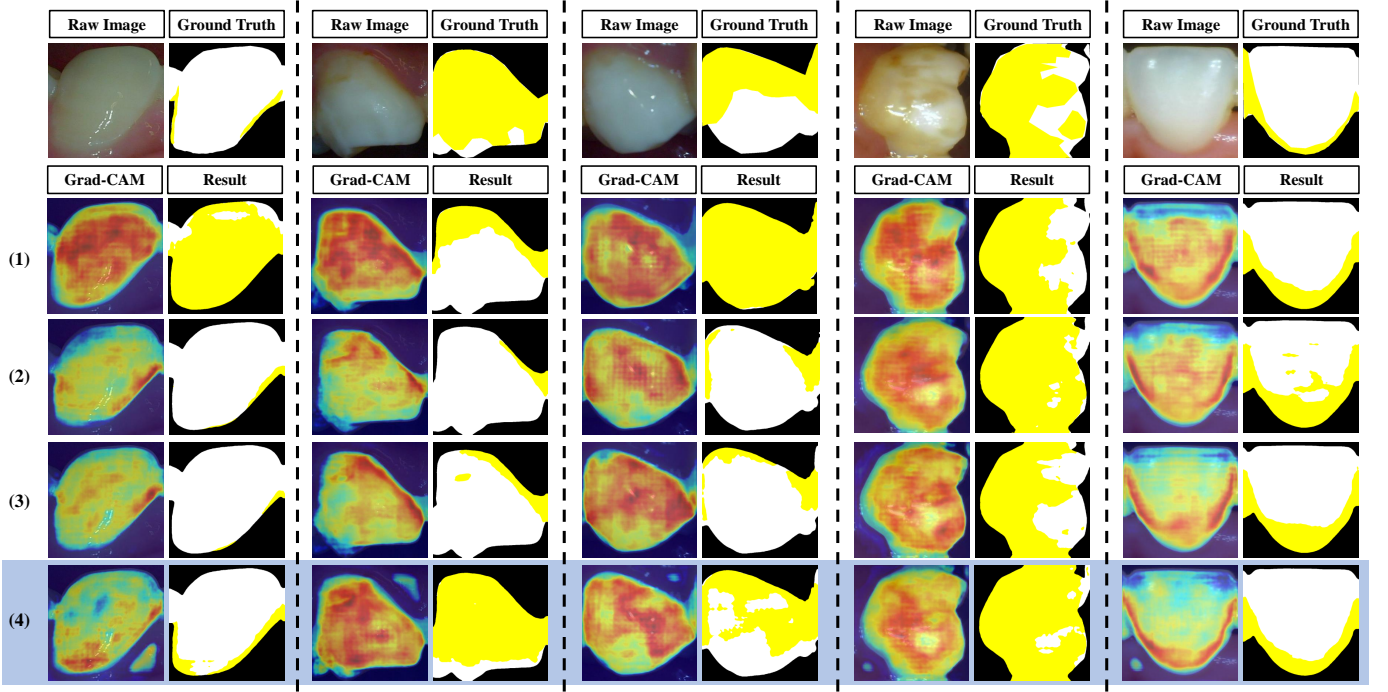 Raw Image Ground Truth Raw Image Ground Truth Raw Image Ground Truth Raw Image Ground Truth Raw Image Ground Truth
Grad-CAM Result Grad-CAM Result Grad-CAM Result Grad-CAM Result Grad-CAM Result
(1)
(2)
(3)
(4)